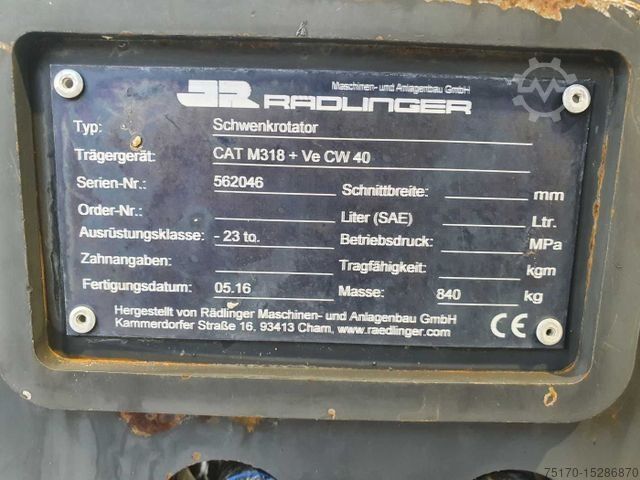 JR Maschinen- und Anlagenbau GmbH
RÄDLINGER
Typ: Schwenkrotator
Trägergerät: CAT M318 + Ve CW 40
Serien-Nr.: 562046 Schnittbreite: mm
Order-Nr.: Liter (SAE) Ltr.
Ausrüstungsklasse: - 23 to. Betriebsdruck: MPa
Zahnangaben: Tragfähigkeit: kgm
Fertigungsdatum: 05.16 Masse: 840 kg
Hergestellt von Rädlinger Maschinen- und Anlagenbau GmbH
Kammerdorfer Straße 16, 93413 Cham, www.raedlinger.com CE
75170-15286870